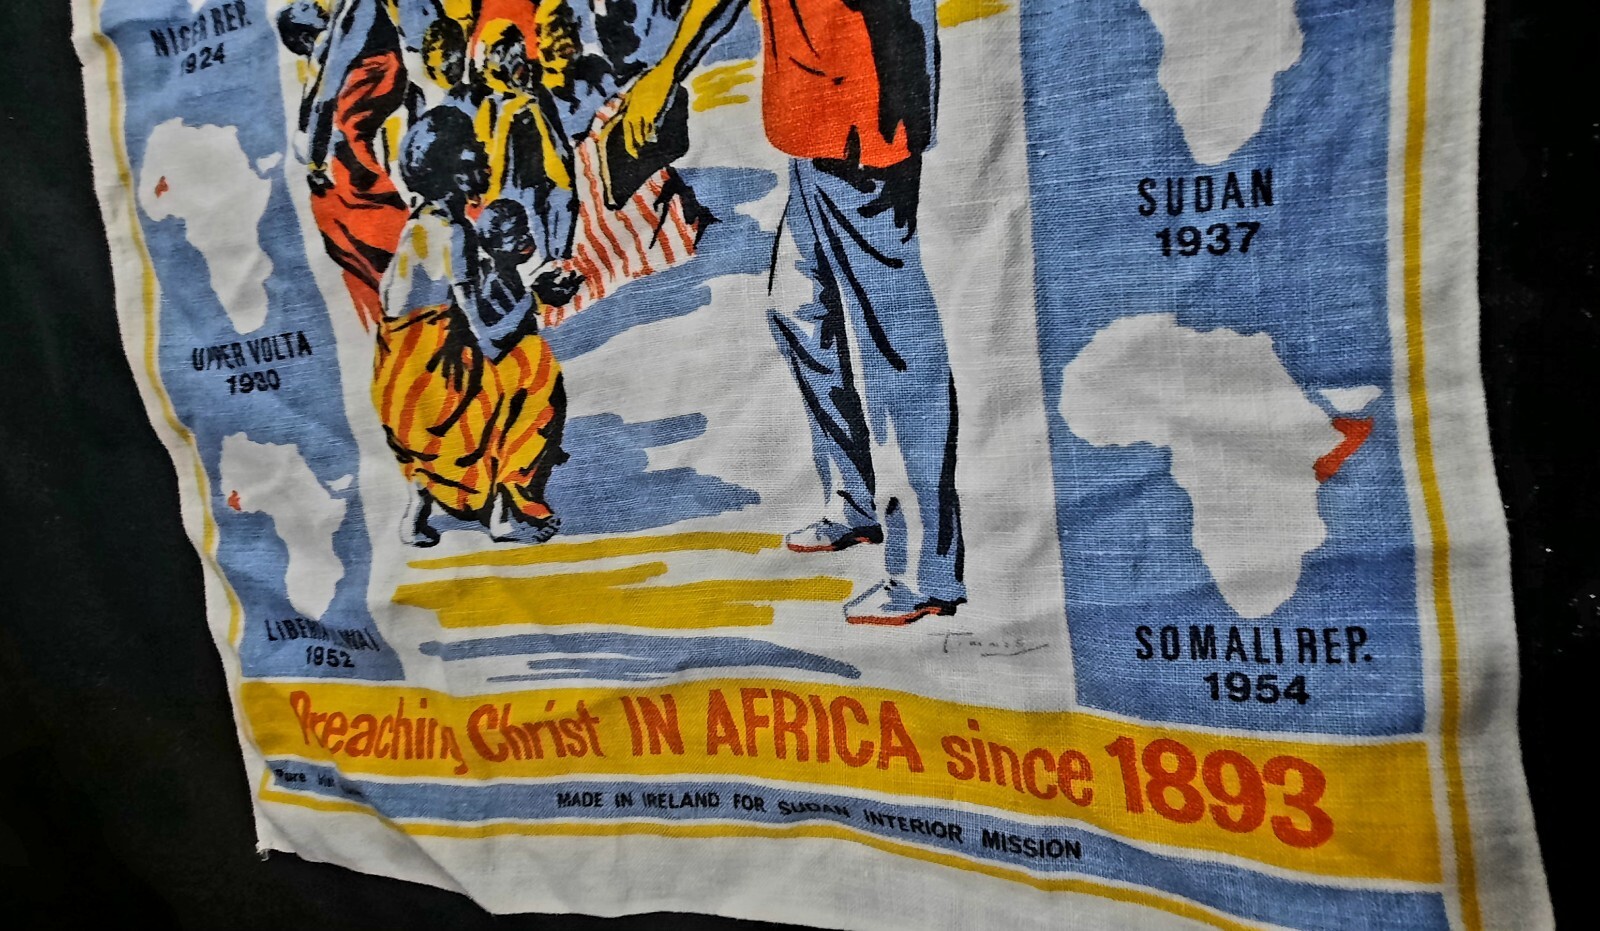 NIGER REP.
1924
UPPER VOLTA
1930
LIBERIA
1952
SUDAN
1937
SOMALI REP.
1954
Preaching Christ IN AFRICA since 1893
Pure
MADE IN IRELAND FOR SUDAN INTERIOR MISSION